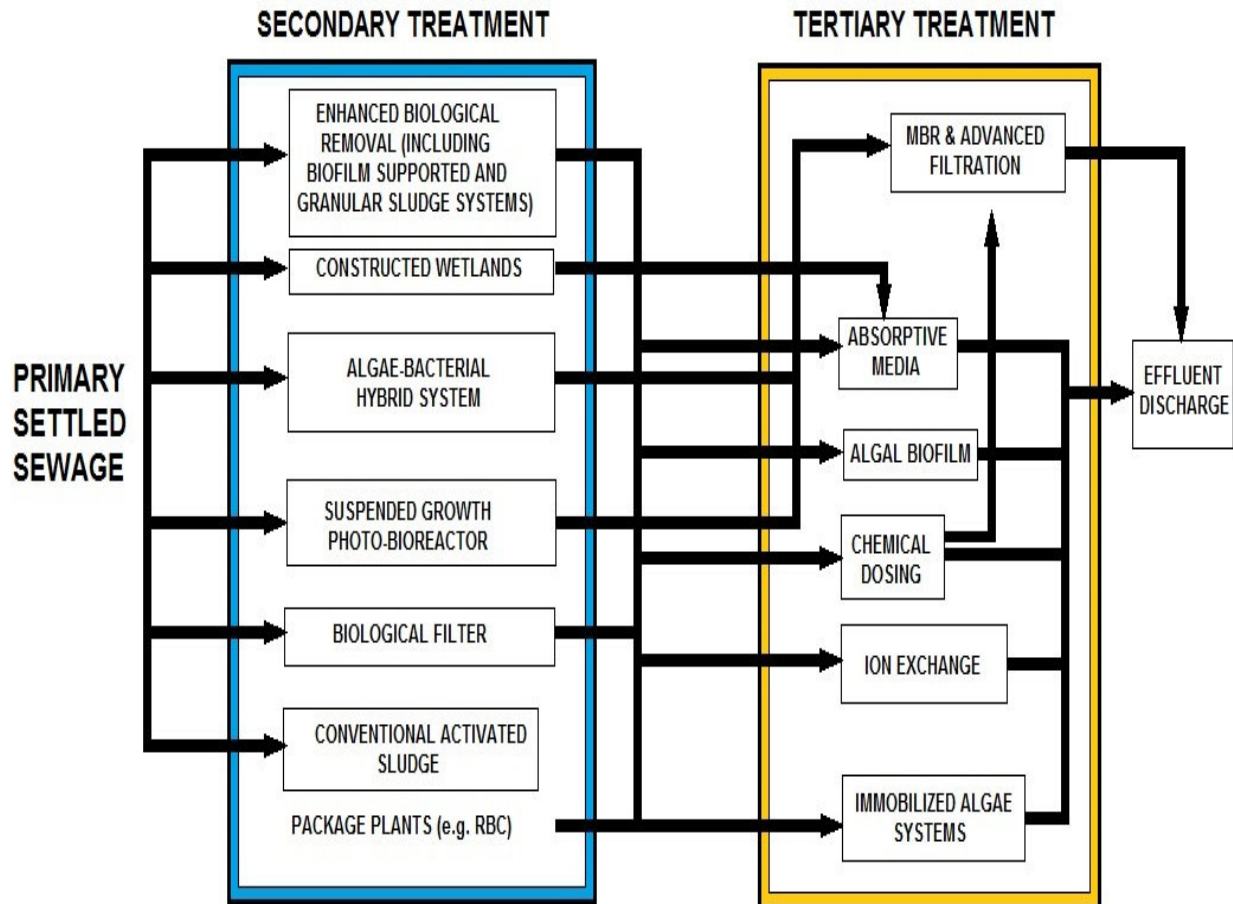 SECONDARY TREATMENT
TERTIARY TREATMENT
PRIMARY
SETTLED
SEWAGE
ENHANCED BIOLOGICAL
REMOVAL (INCLUDING
BIOFILM SUPPORTED AND
GRANULAR SLUDGE SYSTEMS)
CONSTRUCTED WETLANDS
ALGAE-BACTERIAL
HYBRID SYSTEM
SUSPENDED GROWTH
PHOTO-BIOREACTOR
BIOLOGICAL FILTER
CONVENTIONAL ACTIVATED
SLUDGE
PACKAGE PLANTS (e.g. RBC)
MBR & ADVANCED
FILTRATION
ABSORPTIVE
MEDIA
ALGAL BIOFILM
CHEMICAL
DOSING
ION EXCHANGE
IMMOBILIZED ALGAE
SYSTEMS
EFFLUENT
DISCHARGE